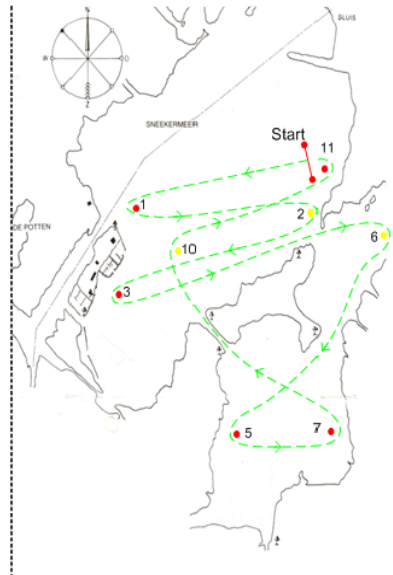 N
SLUIS
W
O
Z
SNEEKERMEER
Start
11
1
2
DE POTTEN
10
6
3
5
7